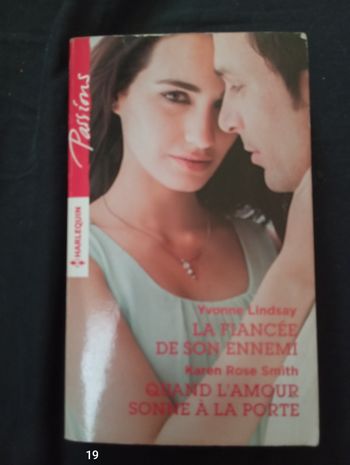 Passions
HARLEQUIN
Yvonne Lindsay
LA FIANCÉE
DE SON ENNEMI
Karen Rose Smith
QUAND L'AMOUR
SONNE À LA PORTE
19